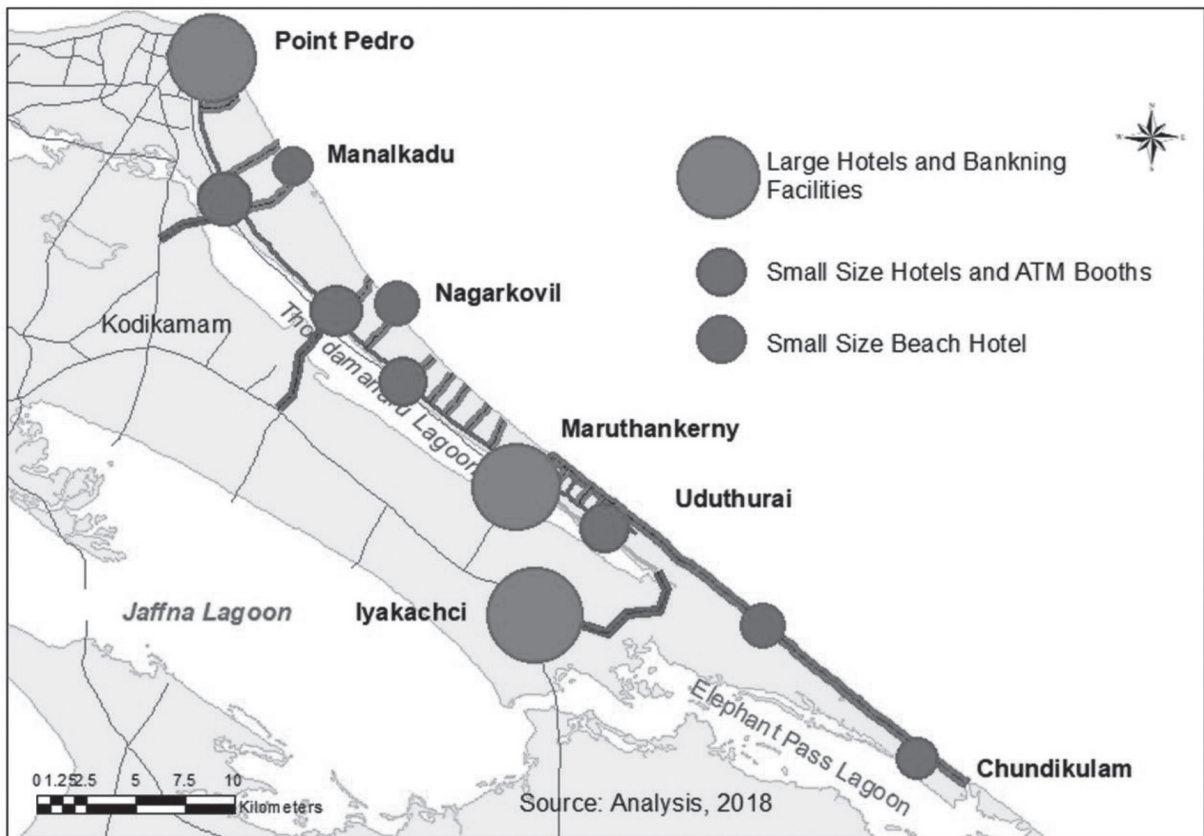 Point Pedro
N
W
E
S
Manalkadu
Large Hotels and Bankning
Facilities
Small Size Hotels and ATM Booths
Nagarkovil
Kodikamam
Small Size Beach Hotel
Maruthankerny
Uduthurai
Jaffna Lagoon
Iyakachci
Elephant Pass Lagoon
Chundikulam
0 1.25 2.5 5 7.5 10
Kilometers
Source: Analysis, 2018